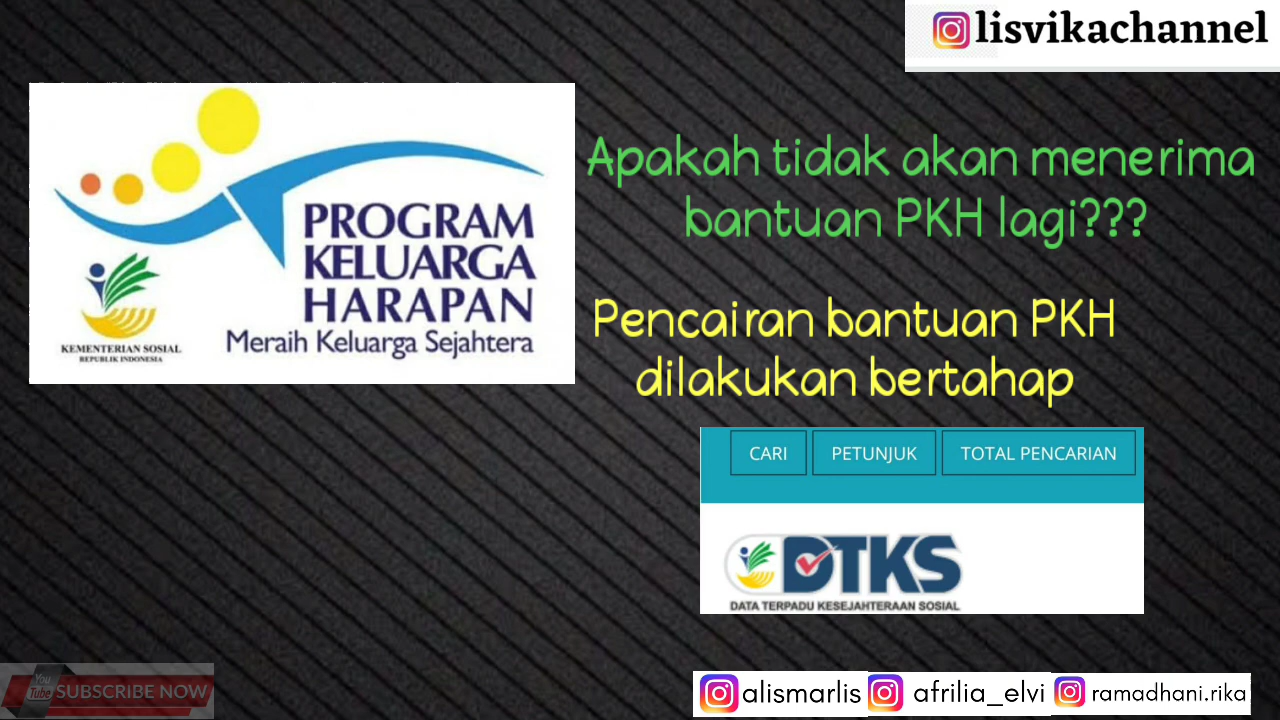 lisvikachannel
PROGRAM
KELUARGA
HARAPAN
Meraih Keluarga Sejahtera
KEMENTERIAN SOSIAL
REPUBLIK INDONESIA
Apakah tidak akan menerima
bantuan PKH lagi???
Pencairan bantuan PKH
dilakukan bertahap
CARI PETUNJUK TOTAL PENCARIAN
DTKS
DATA TERPADU KESEJAHTERAAN SOSIAL
You
Tube SUBSCRIBE NOW
alismarlis afrilia_elvi ramadhani.rika